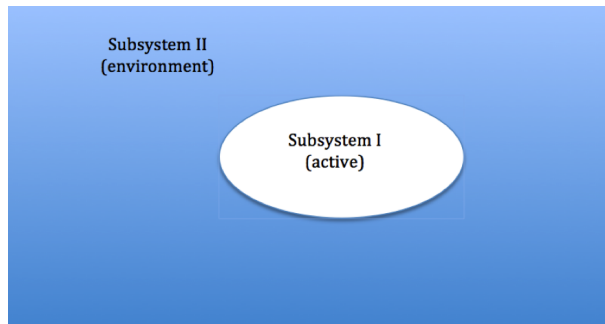 Subsystem II
(environment)
Subsystem I
(active)